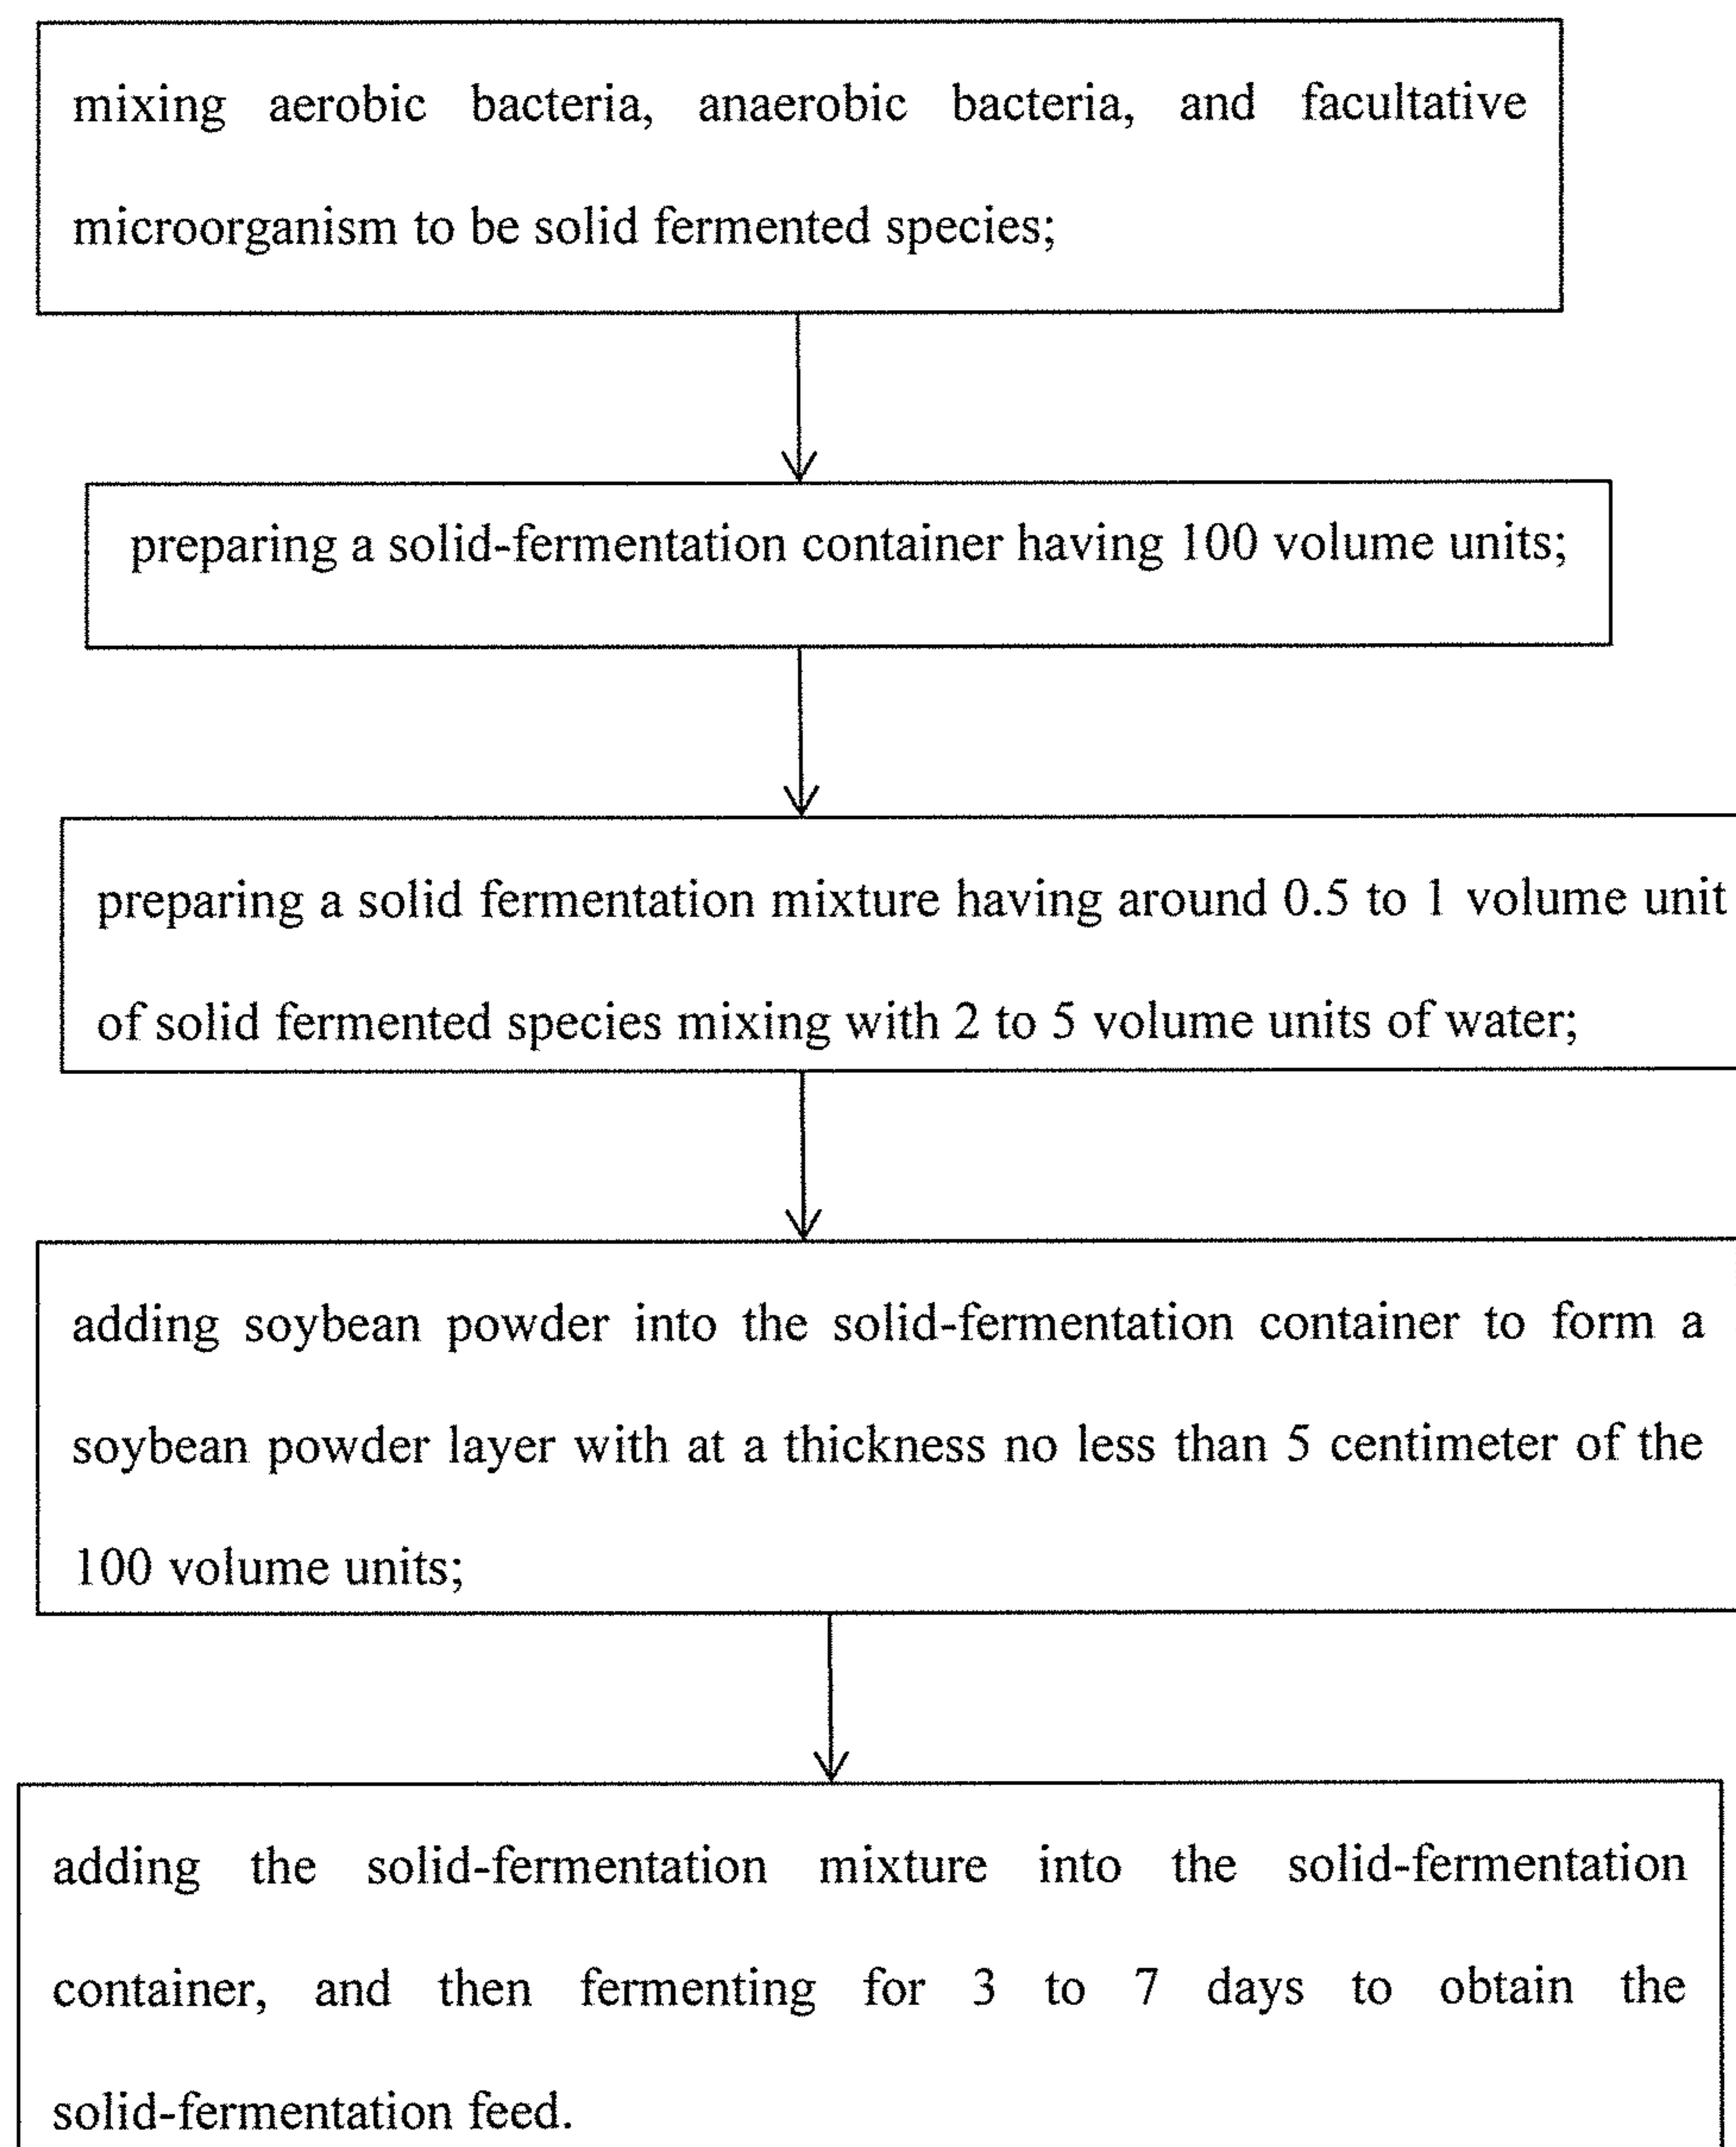 mixing aerobic bacteria, anaerobic bacteria, and facultative
microorganism to be solid fermented species;
preparing a solid-fermentation container having 100 volume units;
preparing a solid fermentation mixture having around 0.5 to 1 volume unit
of solid fermented species mixing with 2 to 5 volume units of water;
adding soybean powder into the solid-fermentation container to form a
soybean powder layer with at a thickness no less than 5 centimeter of the
100 volume units;
adding the solid-fermentation mixture into the solid-fermentation
container, and then fermenting for 3 to 7 days to obtain the
solid-fermentation feed.